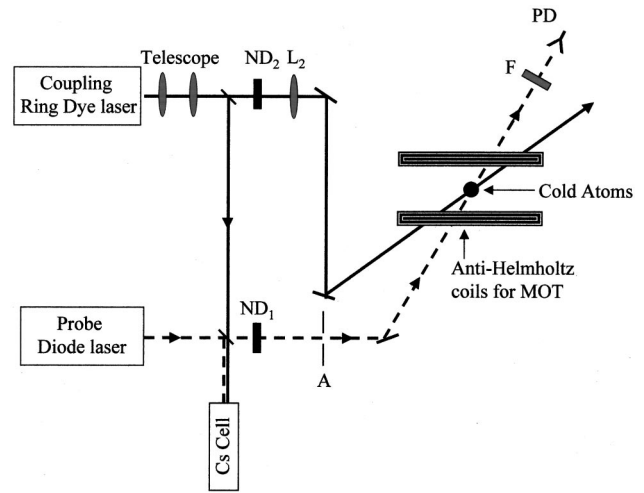 PD
Telescope
ND2
L2
F
Coupling
Ring Dye laser
Cold Atoms
Anti-Helmholtz
coils for MOT
ND1
Probe
Diode laser
A
Cs Cell